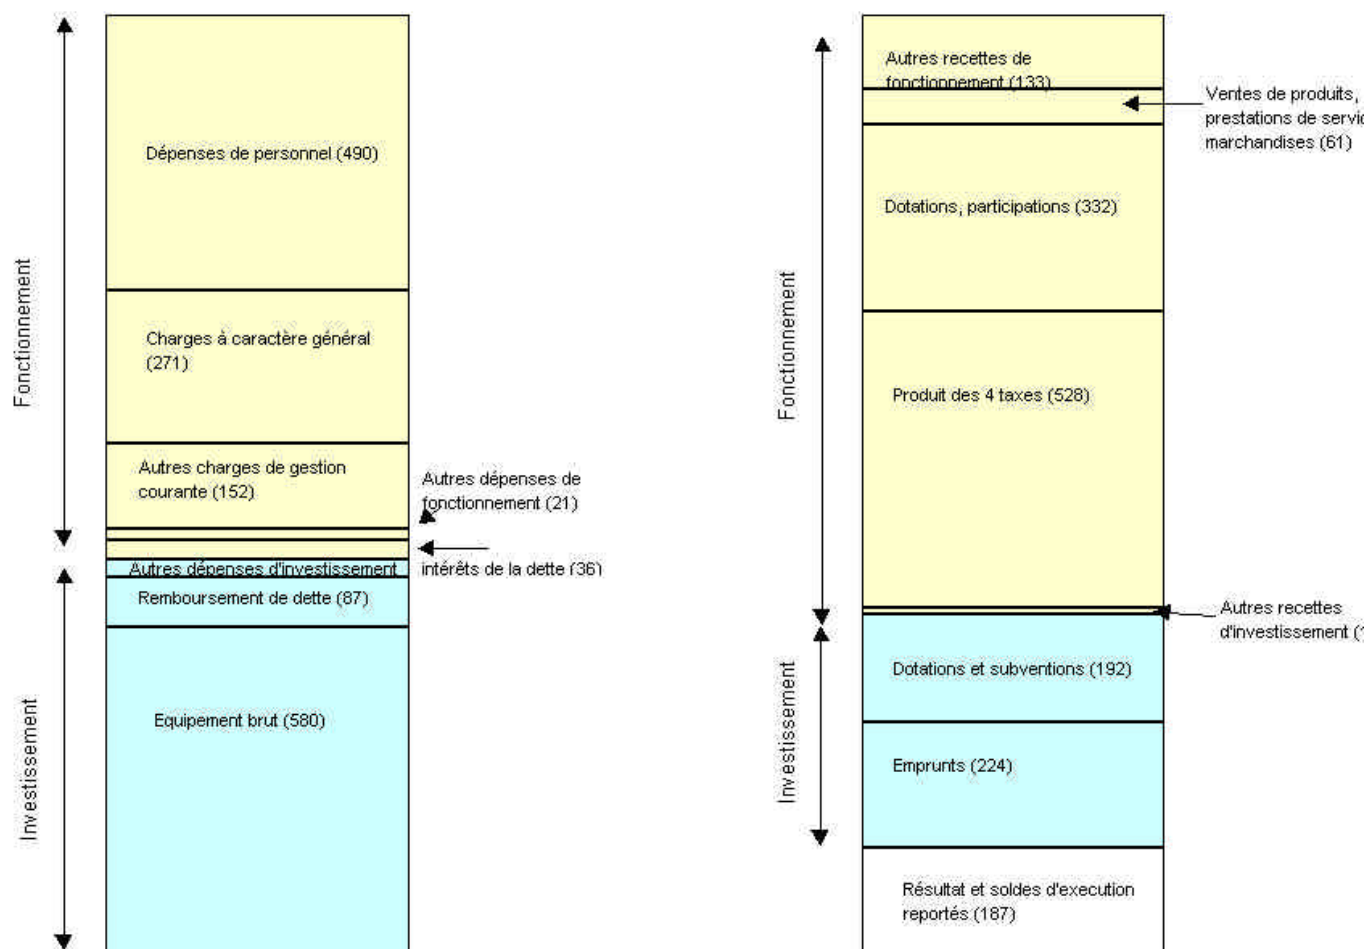 Fonctionnement
Dépenses de personnel (490)
Charges à caractère général
(271)
Autres charges de gestion
courante (152)
Autres dépenses de
fonctionnement (21)
intérêts de la dette (36)
Investissement
Autres dépenses d'investissement
Remboursement de dette (87)
Equipement brut (580)
Fonctionnement
Autres recettes de
fonctionnement (133)
Ventes de produits,
prestations de
marchandises (61)
Dotations, participations (332)
Produit des 4 taxes (528)
Autres recettes
d'investissement
Investissement
Dotations et subventions (192)
Emprunts (224)
Résultat et soldes d'execution
reportés (187)